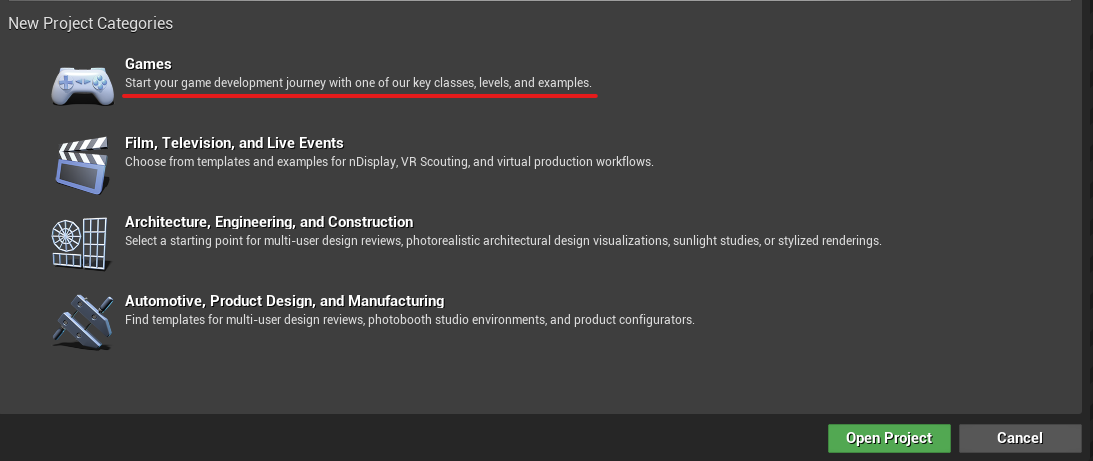 New Project Categories
Games
Start your game development journey with one of our key classes, levels, and examples.
Film, Television, and Live Events
Choose from templates and examples for nDisplay, VR Scouting, and virtual production workflows.
Architecture, Engineering, and Construction
Select a starting point for multi-user design reviews, photorealistic architectural design visualizations, sunlight studies, or stylized renderings.
Automotive, Product Design, and Manufacturing
Find templates for multi-user design reviews, photobooth studio environments, and product configurators.
Open Project
Cancel